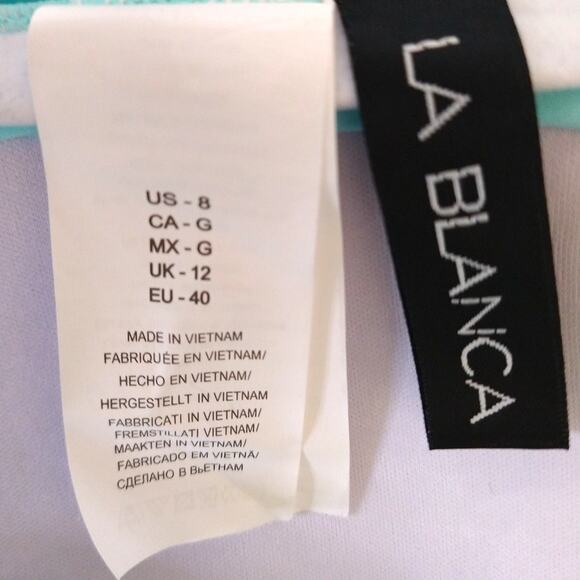 US - 8
CA - G
MX - G
UK - 12
EU - 40
MADE IN VIETNAM
FABRIQUÉE EN VIETNAM/
HECHO EN VIETNAM/
HERGESTELLT IN VIETNAM/
FABBRICATI IN VIETNAM/
FREMSTILLATI VIETNAM/
MAAKTEN IN VIETNAM/
FABRICADO EM VIETNÃ/
СДЕЛАНО В ВЬЕТНАМ
LA BLANCA